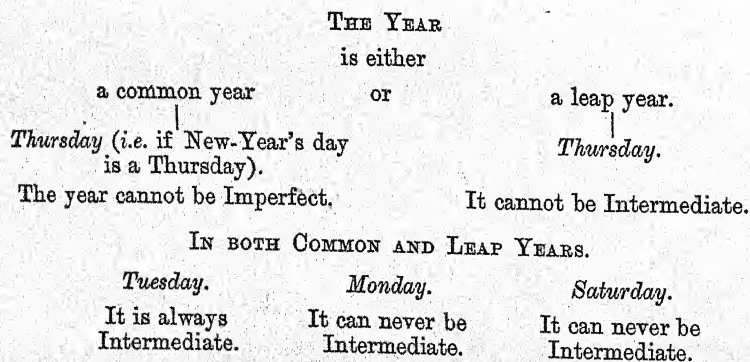 THE YEAR
is either
a common year or a leap year.
Thursday (i.e. if New-Year's day
is a Thursday).
Thursday.
The year cannot be Imperfect. It cannot be Intermediate.
IN BOTH COMMON AND LEAP YEARS.
Tuesday. Monday. Saturday.
It is always
Intermediate.
It can never be
Intermediate.
It can never be
Intermediate.